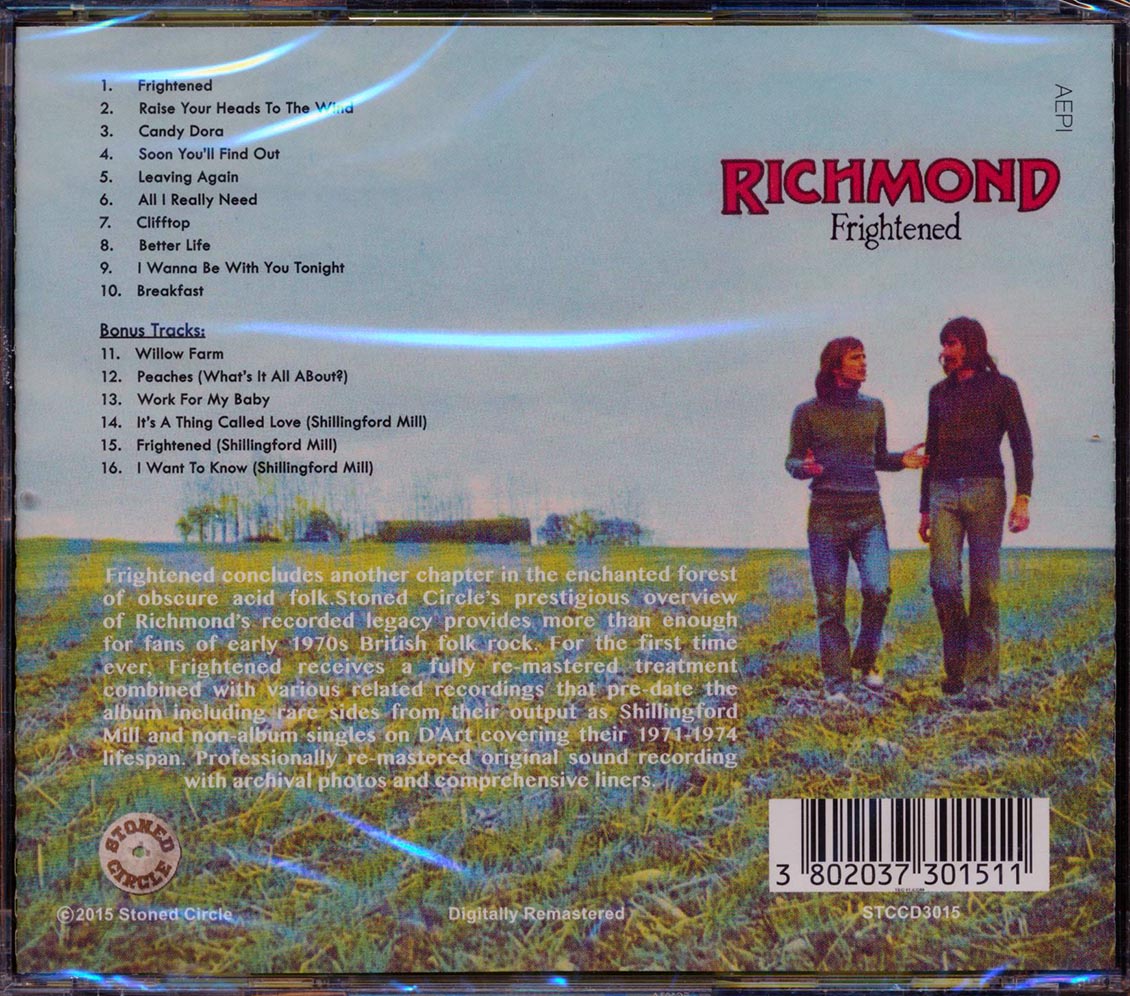 1. Frightened
2. Raise Your Heads To The Wind
3. Candy Dora
4. Soon You'll Find Out
5. Leaving Again
6. All I Really Need
7. Clifftop
8. Better Life
9. I Wanna Be With You Tonight
10. Breakfast
Bonus Tracks:
11. Willow Farm
12. Peaches (What's It All ABout?)
13. Work For My Baby
14. It's A Thing Called Love (Shillingford Mill)
15. Frightened (Shillingford Mill)
16. I Want To Know (Shillingford Mill)
AEPI
RICHMOND
Frightened
Frightened concludes another chapter in the enchanted forest
of obscure acid folk.Stoned Circle's prestigious overview
of Richmond's recorded legacy provides more than enough
for fans of early 1970s British folk rock. For the first time
ever, Frightened receives a fully re-mastered treatment
combined with various related recordings that pre-date the
album including rare sides from their output as Shillingford
Mill and non-album singles on D'Art covering their 1971-1974
lifespan. Professionally re-mastered original sound recording
with archival photos and comprehensive liners.
STONED
CIRCLE
©2015 Stoned Circle
Digitally Remastered
3 802037 301511
STCCD3015